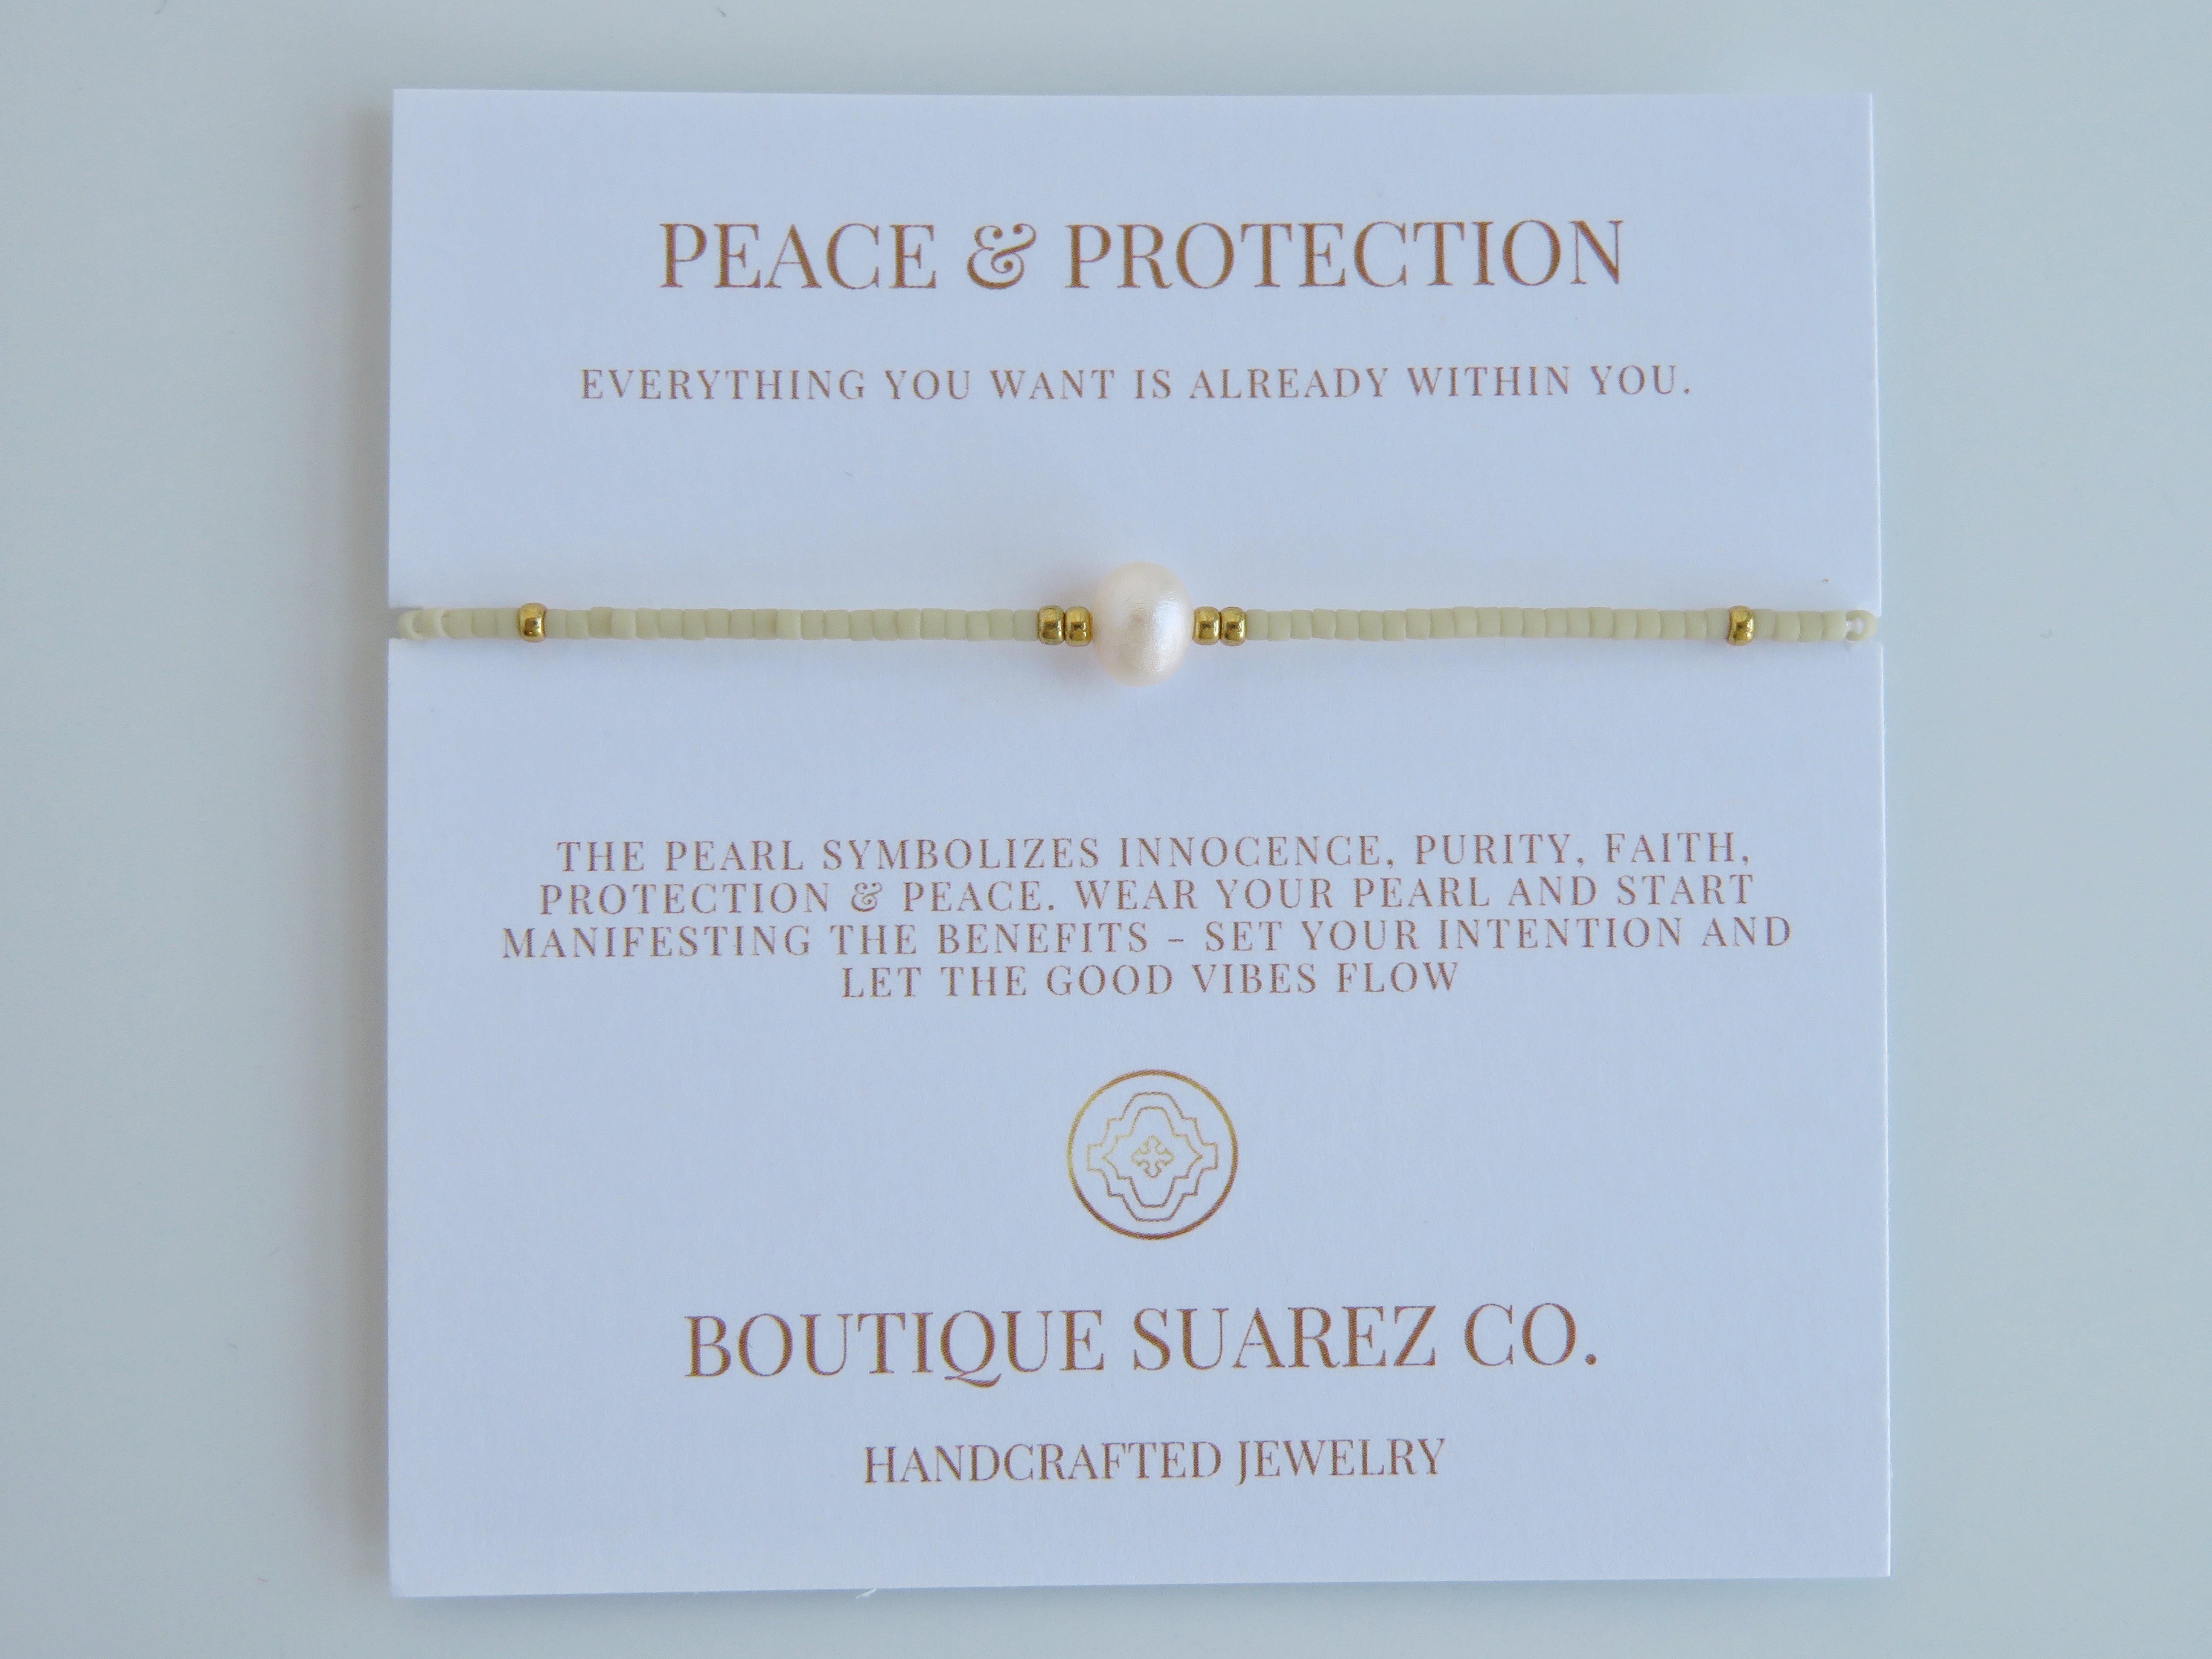 PEACE & PROTECTION
EVERYTHING YOU WANT IS ALREADY WITHIN YOU.
THE PEARL SYMBOLIZES INNOCENCE, PURITY, FAITH,
PROTECTION & PEACE. WEAR YOUR PEARL AND START
MANIFESTING THE BENEFITS - SET YOUR INTENTION AND
LET THE GOOD VIBES FLOW
BOUTIQUE SUAREZ CO.
HANDCRAFTED JEWELRY